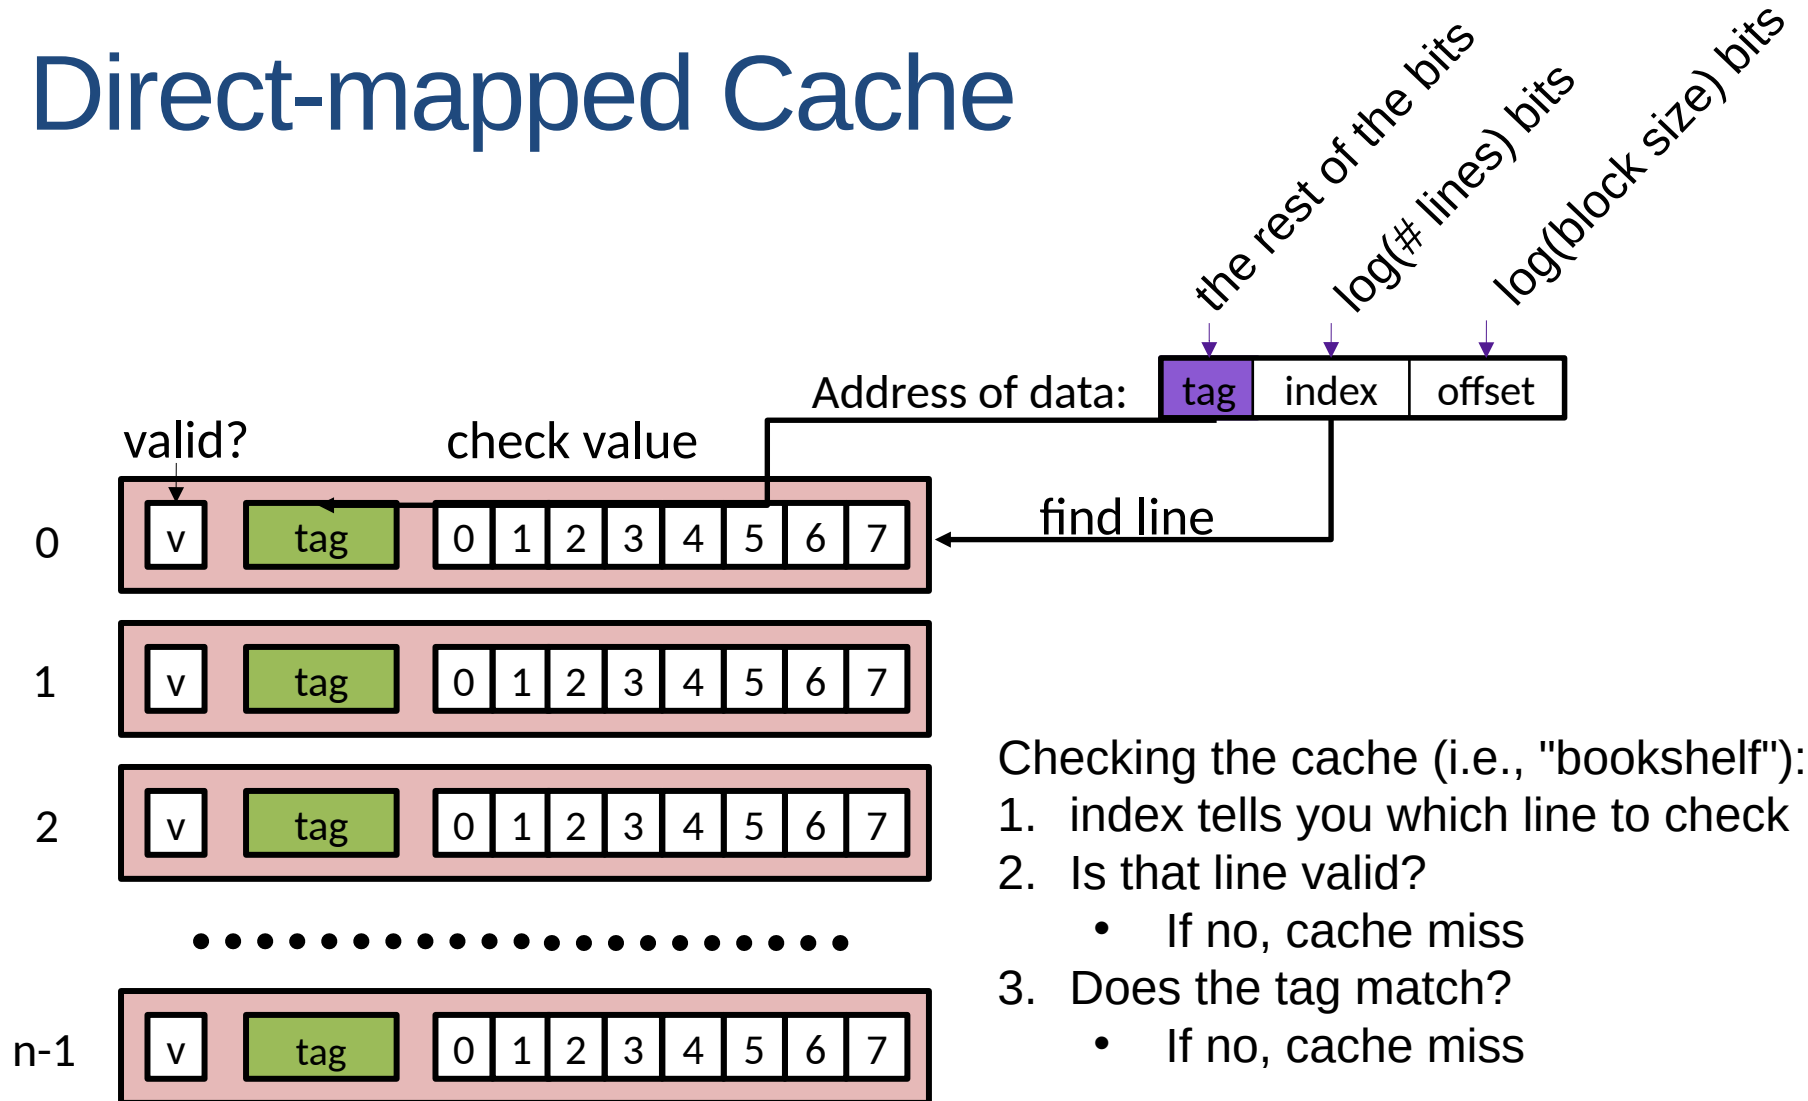 Direct-mapped Cache
the rest of the bits
log(# lines) bits
log(block size) bits
Address of data: tag index offset
valid? check value
find line
0 v tag 0 1 2 3 4 5 6 7
1 v tag 0 1 2 3 4 5 6 7
2 v tag 0 1 2 3 4 5 6 7
n-1 v tag 0 1 2 3 4 5 6 7
Checking the cache (i.e., "bookshelf"):
1. index tells you which line to check
2. Is that line valid?
• If no, cache miss
3. Does the tag match?
• If no, cache miss